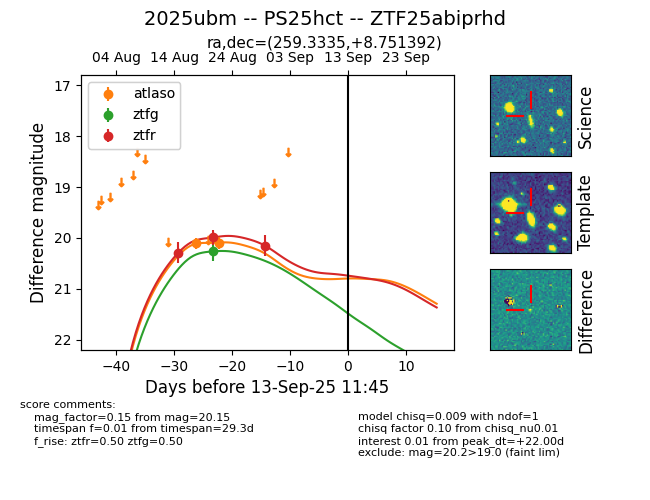 2025ubm -- PS25hct -- ZTF25abiprhd
ra,dec=(259.3335,+8.751392)
04 Aug 14 Aug 24 Aug 03 Sep 13 Sep 23 Sep
17
18
19
20
21
22
Difference magnitude
atlaso
ztfg
ztfr
−40 −30 −20 −10 0 10
Days before 13-Sep-25 11:45
Science
Template
Difference
score comments:
mag_factor=0.15 from mag=20.15
timespan f=0.01 from timespan=29.3d
f_rise: ztfr=0.50 ztfg=0.50
model chisq=0.009 with ndof=1
chisq factor 0.10 from chisq_nu0.01
interest 0.01 from peak_dt=+22.00d
exclude: mag=20.2>19.0 (faint lim)